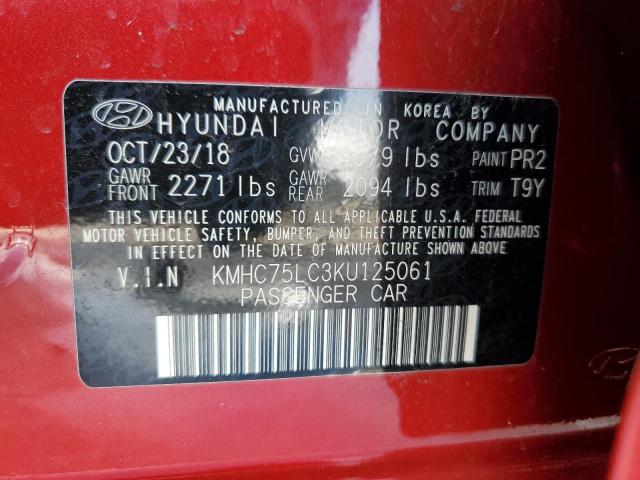 MANUFACTURED IN KOREA BY
HYUNDAI MOTOR COMPANY
OCT/23/18 GVWR lbs PAINT PR2
GAWR FRONT 2271 lbs GAWR REAR 2094 lbs TRIM T9Y
THIS VEHICLE CONFORMS TO ALL APPLICABLE U.S.A. FEDERAL
MOTOR VEHICLE SAFETY, BUMPER, AND THEFT PREVENTION STANDARDS
IN EFFECT ON THE DATE OF MANUFACTURE SHOWN ABOVE.
V.I.N KMHC75LC3KU125061
PASSENGER CAR